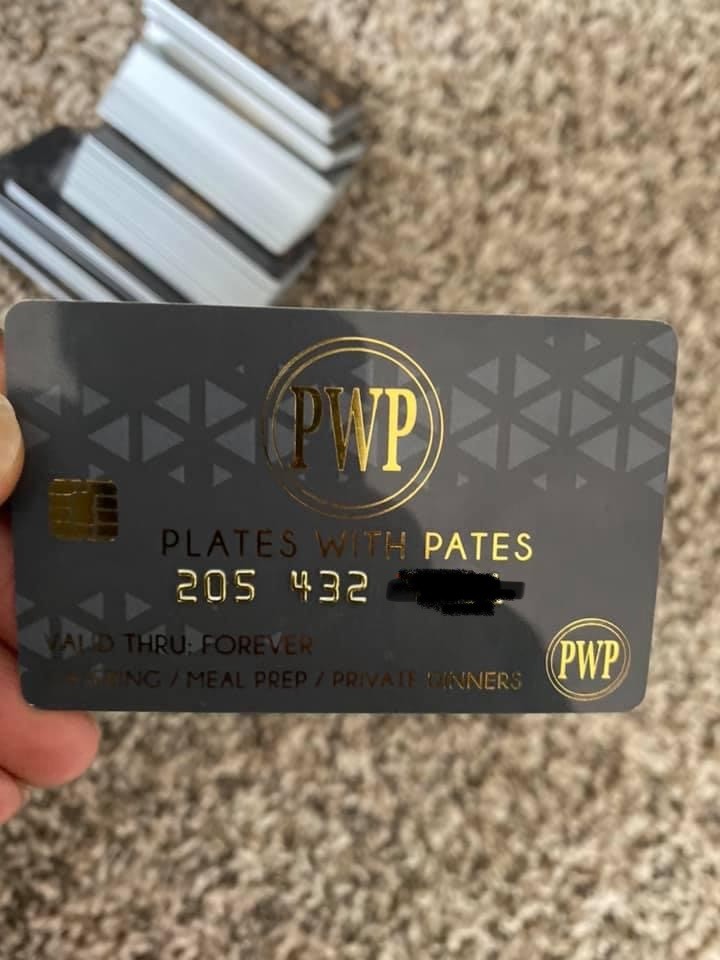 PWP
PLATES WITH PATES
205 432
VALID THRU: FOREVER
/ MEAL PREP / PRIVATE DINNERS
PWP